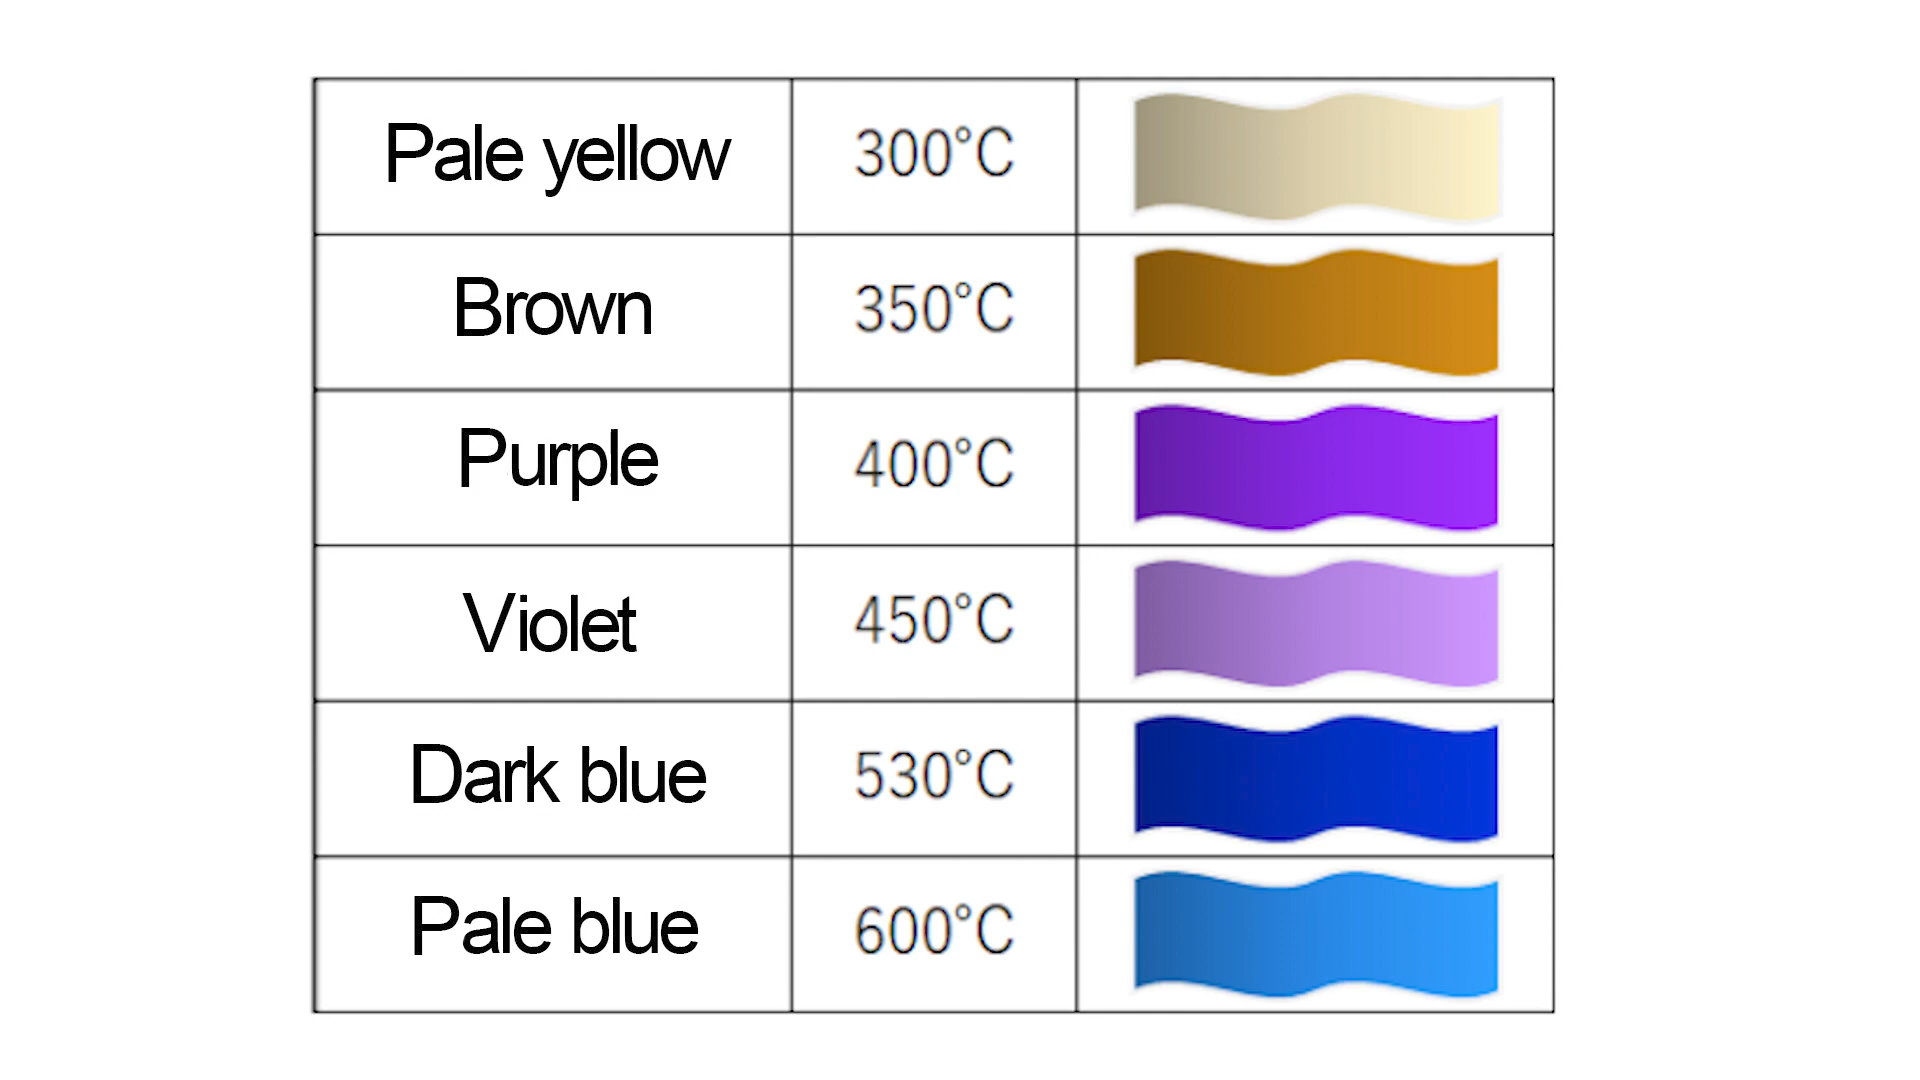 Pale yellow 300°C
Brown 350°C
Purple 400°C
Violet 450°C
Dark blue 530°C
Pale blue 600°C